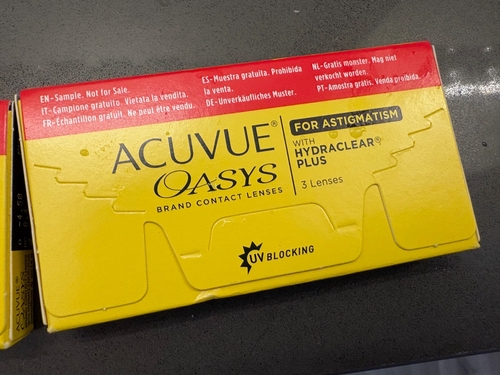 EN-Sample. Not for Sale.
IT-Campione gratuito. Vietata la vendita.
FR-Échantillon gratuit. Ne peut être vendu.
ES-Muestra gratuita. Prohibida
la venta.
DE-Unverkäufliches Muster.
NL-Gratis monster. Mag niet
verkocht worden.
PT-Amostra grátis. Venda proibida.
ACUVUE®
OASYS
BRAND CONTACT LENSES
FOR ASTIGMATISM
WITH
HYDRACLEAR®
PLUS
3 Lenses
UV BLOCKING
ACUVUE®
OASYS